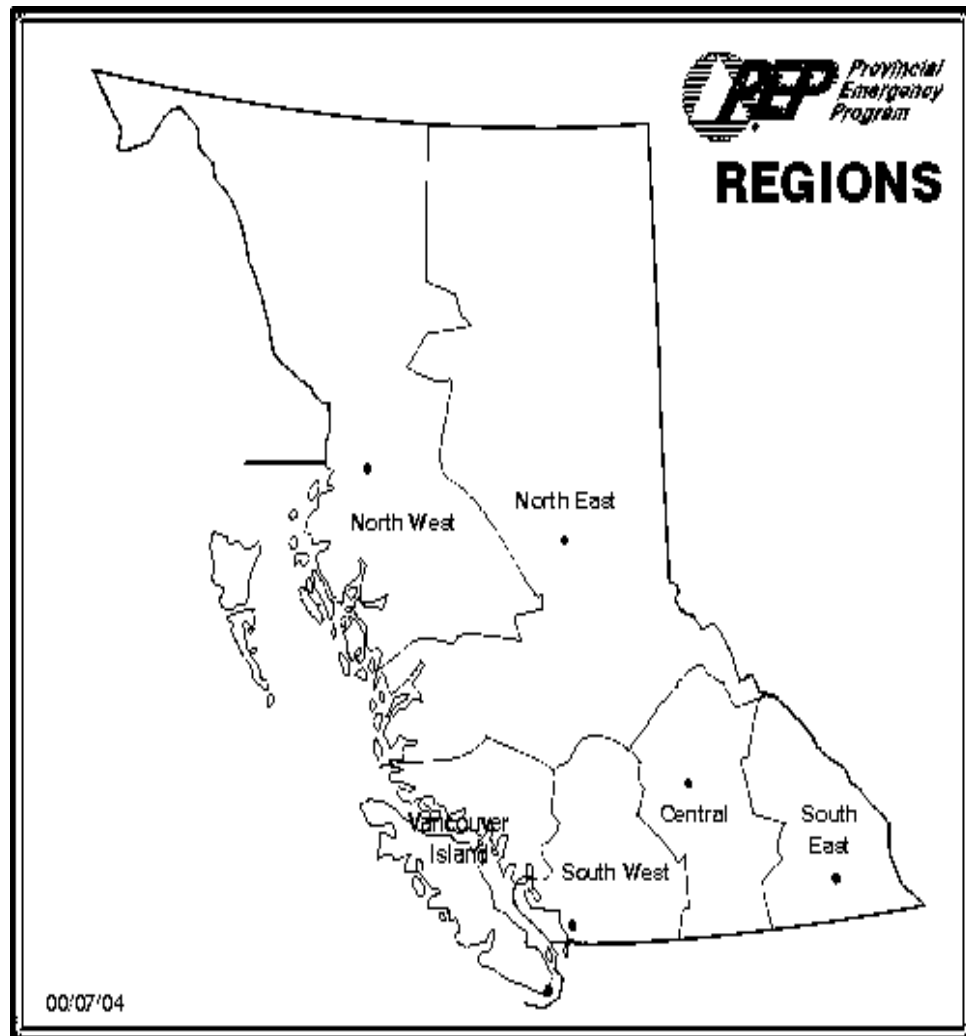 PEP Provincial
Emergency
Program
REGIONS
North East
North West
Central
South
East
Vancouver
Island
South West
00/07/04